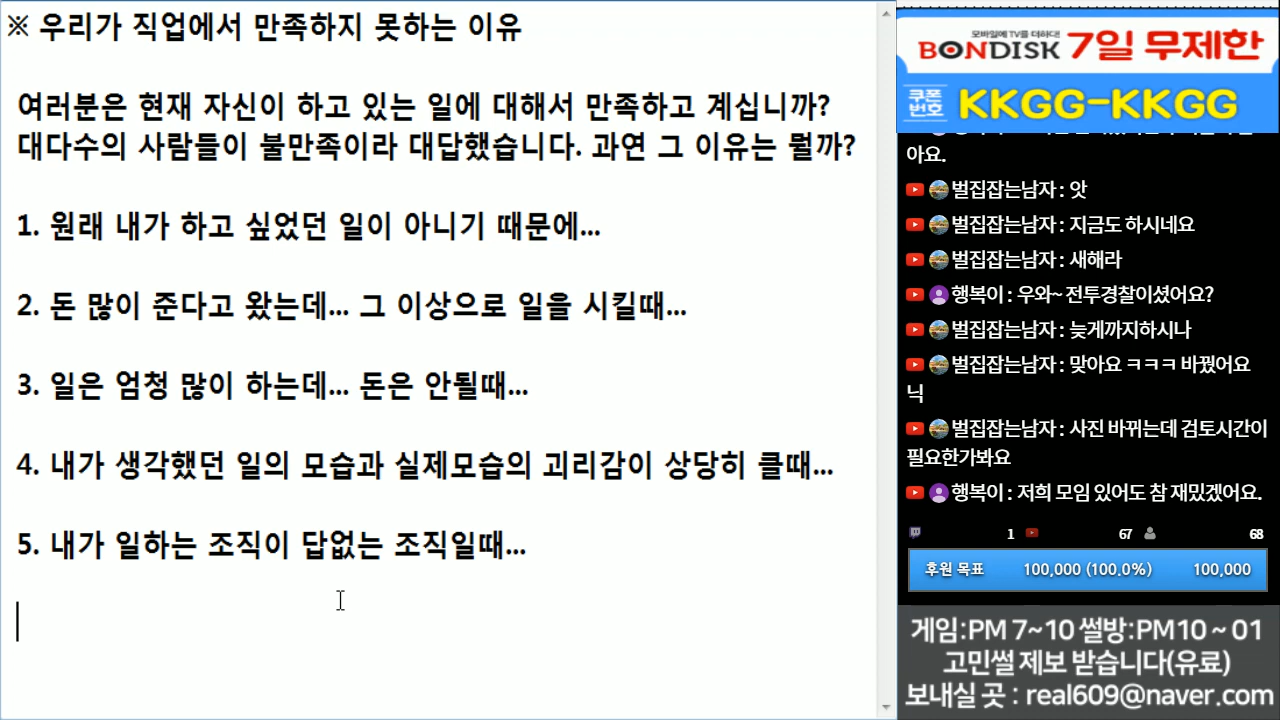 ※ 우리가 직업에서 만족하지 못하는 이유
여러분은 현재 자신이 하고 있는 일에 대해서 만족하고 계십니까?
대다수의 사람들이 불만족이라 대답했습니다. 과연 그 이유는 뭘까?
1. 원래 내가 하고 싶었던 일이 아니기 때문에...
2. 돈 많이 준다고 왔는데... 그 이상으로 일을 시킬때...
3. 일은 엄청 많이 하는데... 돈은 안될때...
4. 내가 생각했던 일의 모습과 실제모습의 괴리감이 상당히 클때...
5. 내가 일하는 조직이 답없는 조직일때...
모바일에 TV를 더하다!
BONDISK 7일 무제한
쿠폰
번호 KKGG-KKGG
아요.
벌집잡는남자 : 앗
벌집잡는남자 : 지금도 하시네요
벌집잡는남자 : 새해라
행복이 : 우와~ 전투경찰이셨어요?
벌집잡는남자 : 늦게까지하시나
벌집잡는남자 : 맞아요 ㅋㅋㅋ 바꿨어요
닉
벌집잡는남자 : 사진 바뀌는데 검토시간이
필요한가봐요
행복이 : 저희 모임 있어도 참 재밌겠어요.
1 67 68
후원 목표 100,000 (100.0%) 100,000
게임:PM 7~10 썰방:PM10 ~ 01
고민썰 제보 받습니다(유료)
보내실 곳 : real609@naver.com